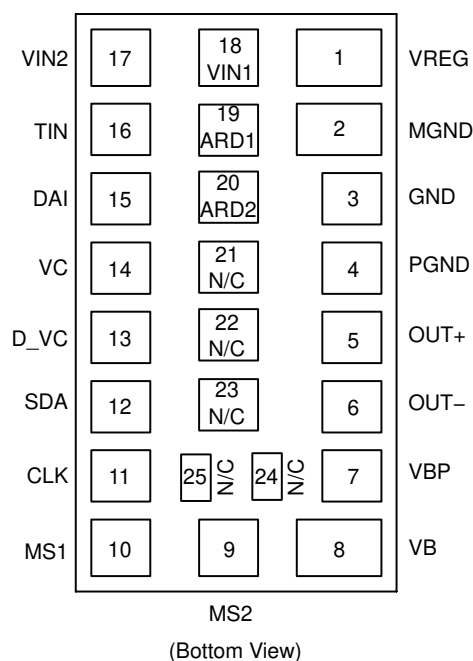 VIN2 17 18 VIN1 1 VREG
TIN 16 19 ARD1 2 MGND
DAI 15 20 ARD2 3 GND
VC 14 21 N/C 4 PGND
D_VC 13 22 N/C 5 OUT+
SDA 12 23 N/C 6 OUT−
CLK 11 25 N/C 24 N/C 7 VBP
MS1 10 9 8 VB
MS2
(Bottom View)